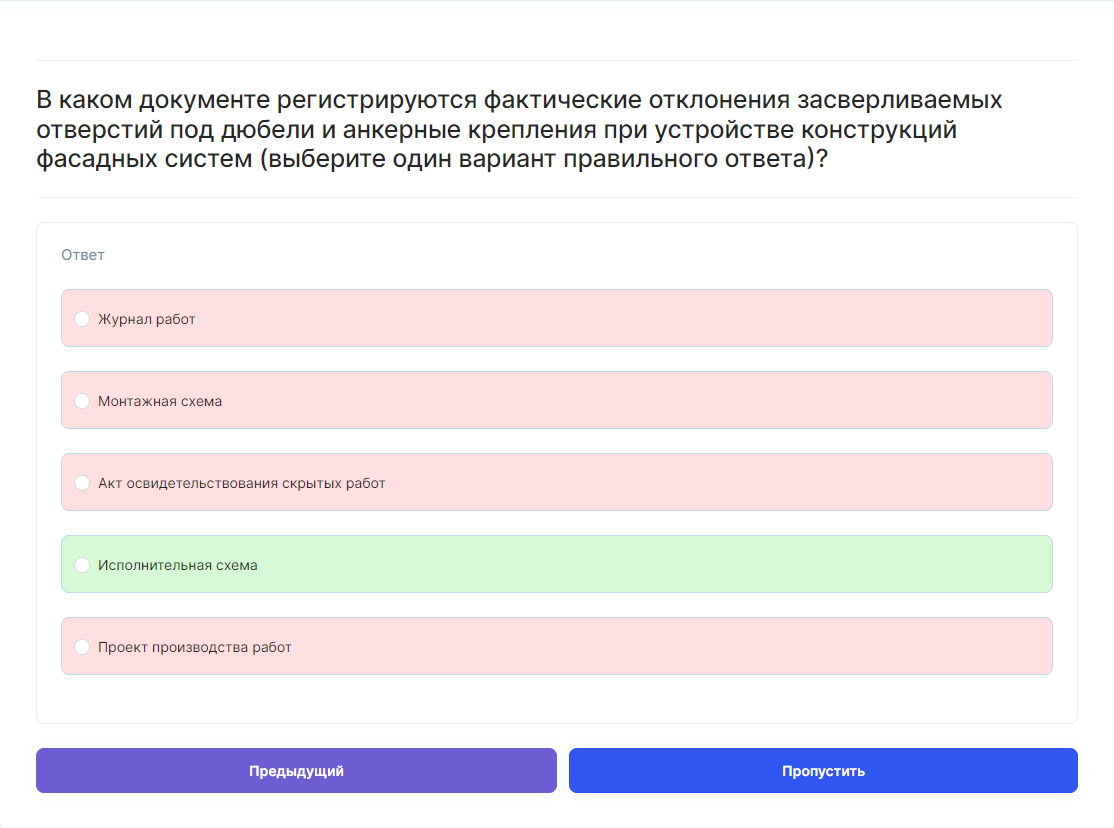 В каком документе регистрируются фактические отклонения засверливаемых
отверстий под дюбели и анкерные крепления при устройстве конструкций
фасадных систем (выберите один вариант правильного ответа)?
Ответ
Журнал работ
Монтажная схема
Акт освидетельствования скрытых работ
Исполнительная схема
Проект производства работ
Предыдущий
Пропустить